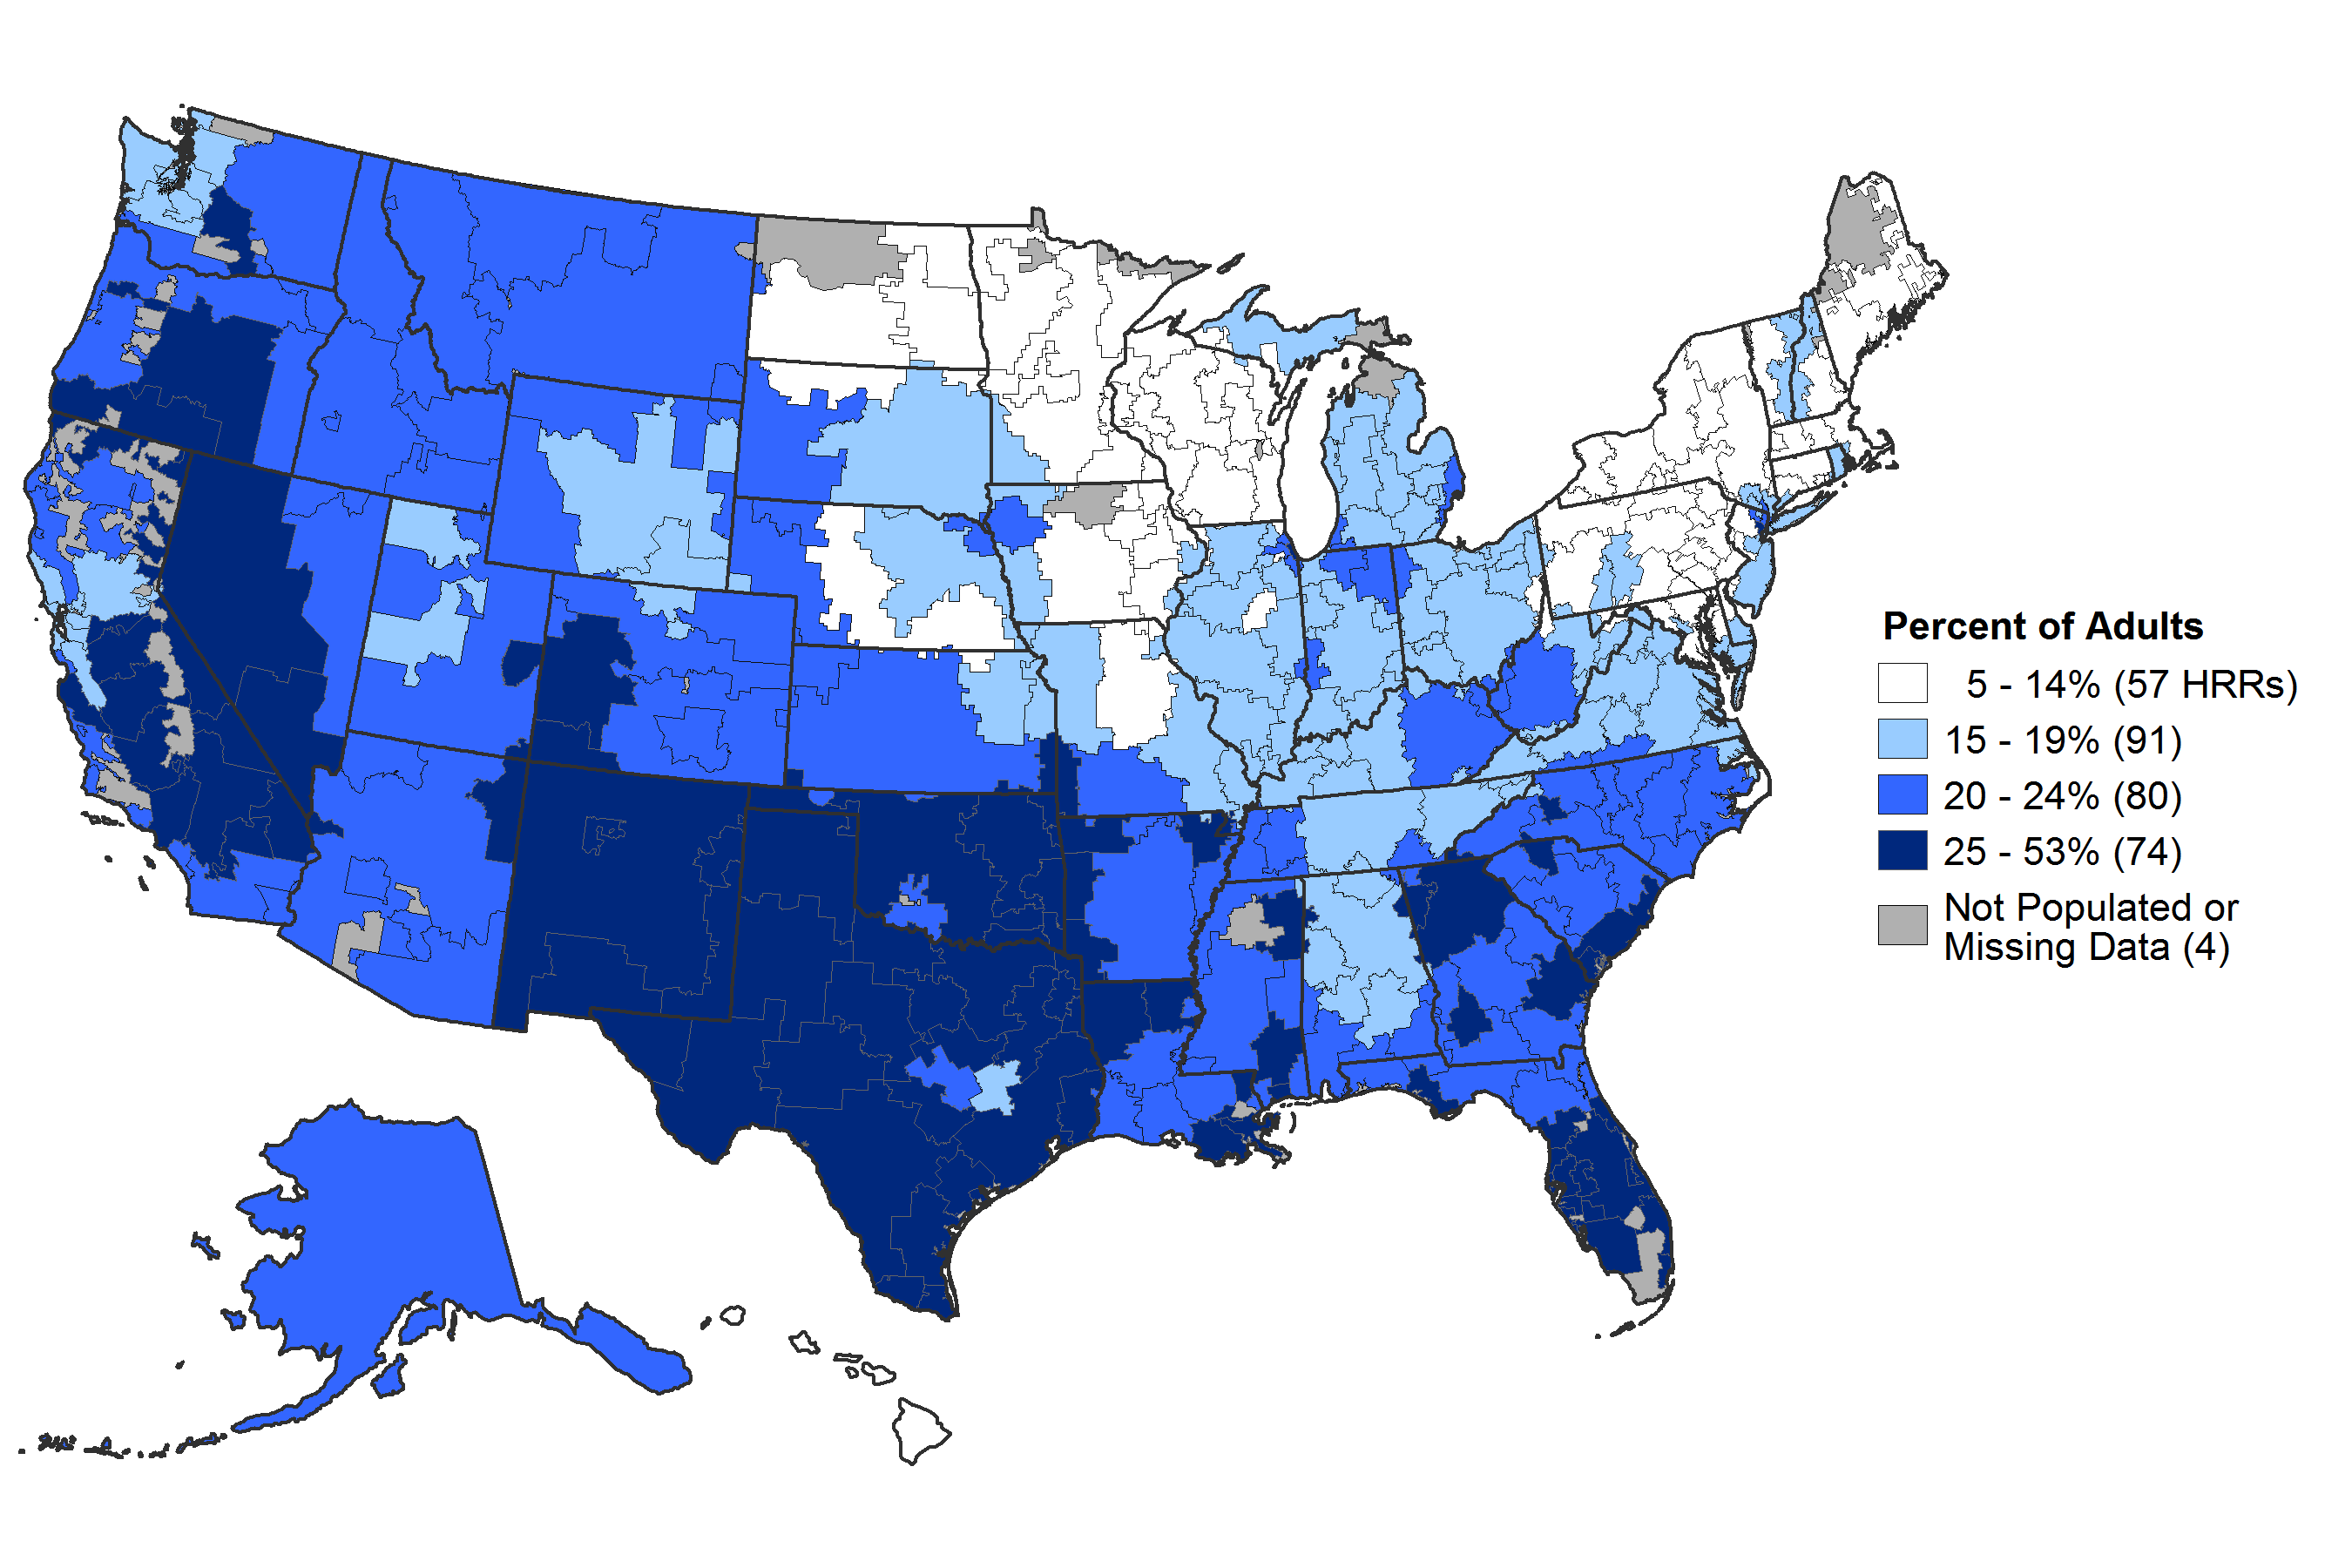 Percent of Adults
5 - 14% (57 HRRs)
15 - 19% (91)
20 - 24% (80)
25 - 53% (74)
Not Populated or
Missing Data (4)